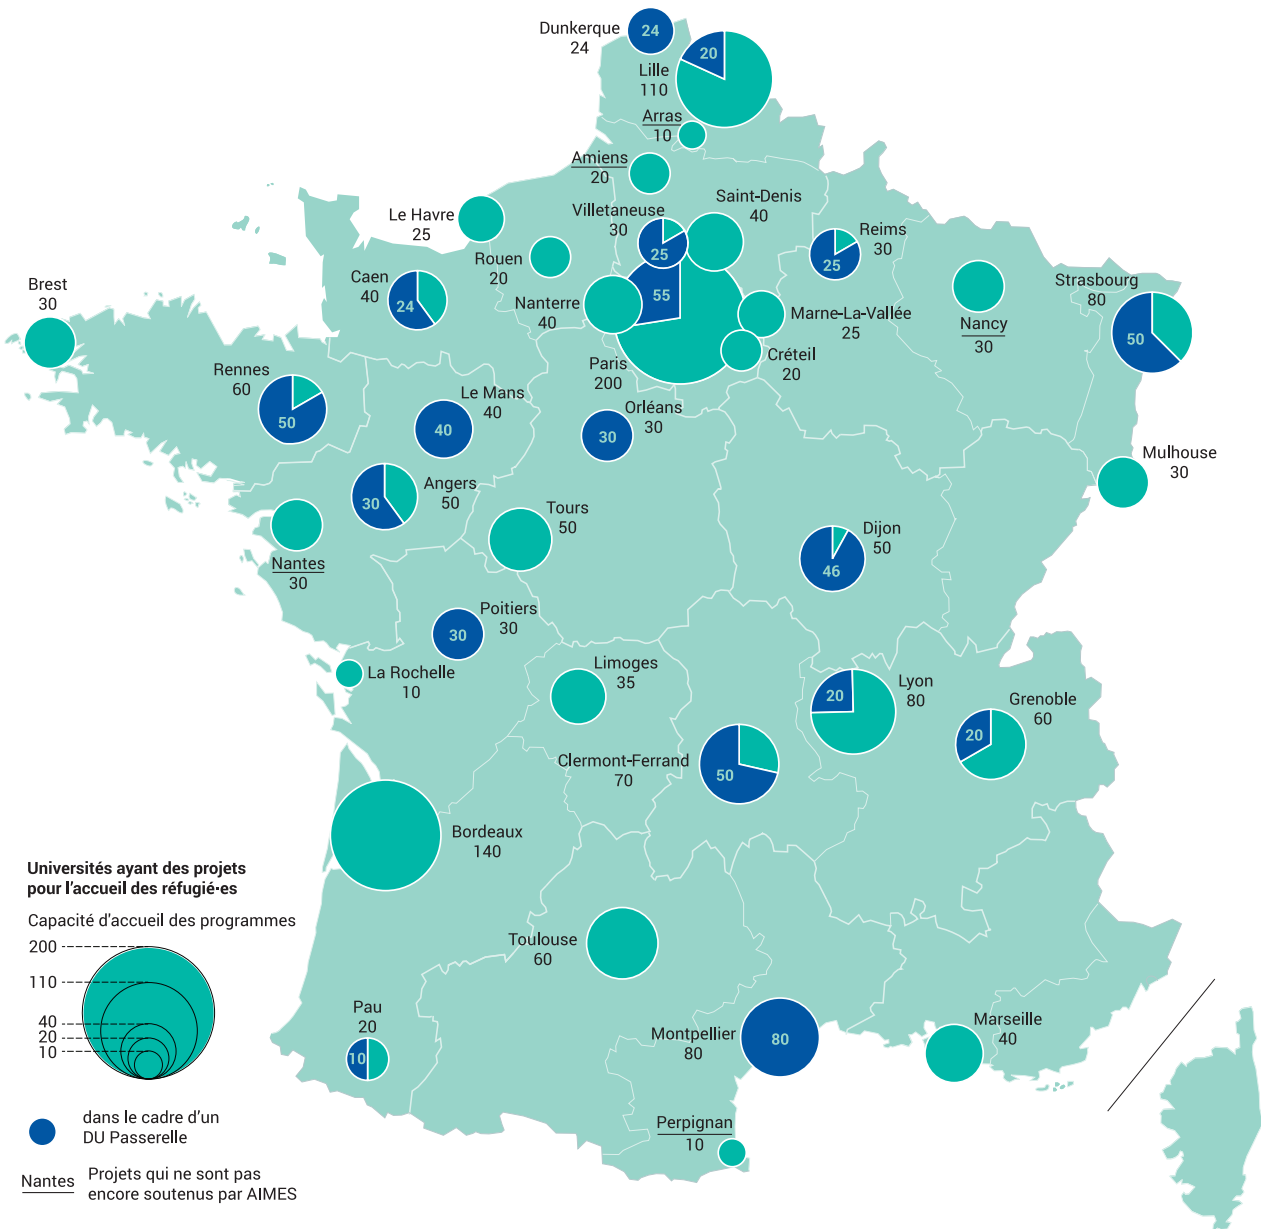 Dunkerque
24
24
Lille
110
20
Arras
10
Amiens
20
Saint-Denis
40
Villetaneuse
30
25
Le Havre
25
Rouen
20
Reims
30
25
Caen
40
24
Brest
30
Nanterre
40
55
Marne-La-Vallée
25
Créteil
20
Paris
200
Nancy
30
Strasbourg
80
50
Rennes
60
50
Le Mans
40
40
Orléans
30
30
Mulhouse
30
Angers
50
30
Tours
50
Nantes
30
Dijon
50
46
Poitiers
30
30
La Rochelle
10
Limoges
35
Lyon
80
20
Grenoble
60
20
Clermont-Ferrand
70
50
Bordeaux
140
Toulouse
60
Pau
20
10
Montpellier
80
80
Marseille
40
Perpignan
10
Universités ayant des projets
pour l'accueil des réfugié·es
Capacité d'accueil des programmes
200
110
40
20
10
dans le cadre d'un
DU Passerelle
Nantes
Projets qui ne sont pas
encore soutenus par AIMES